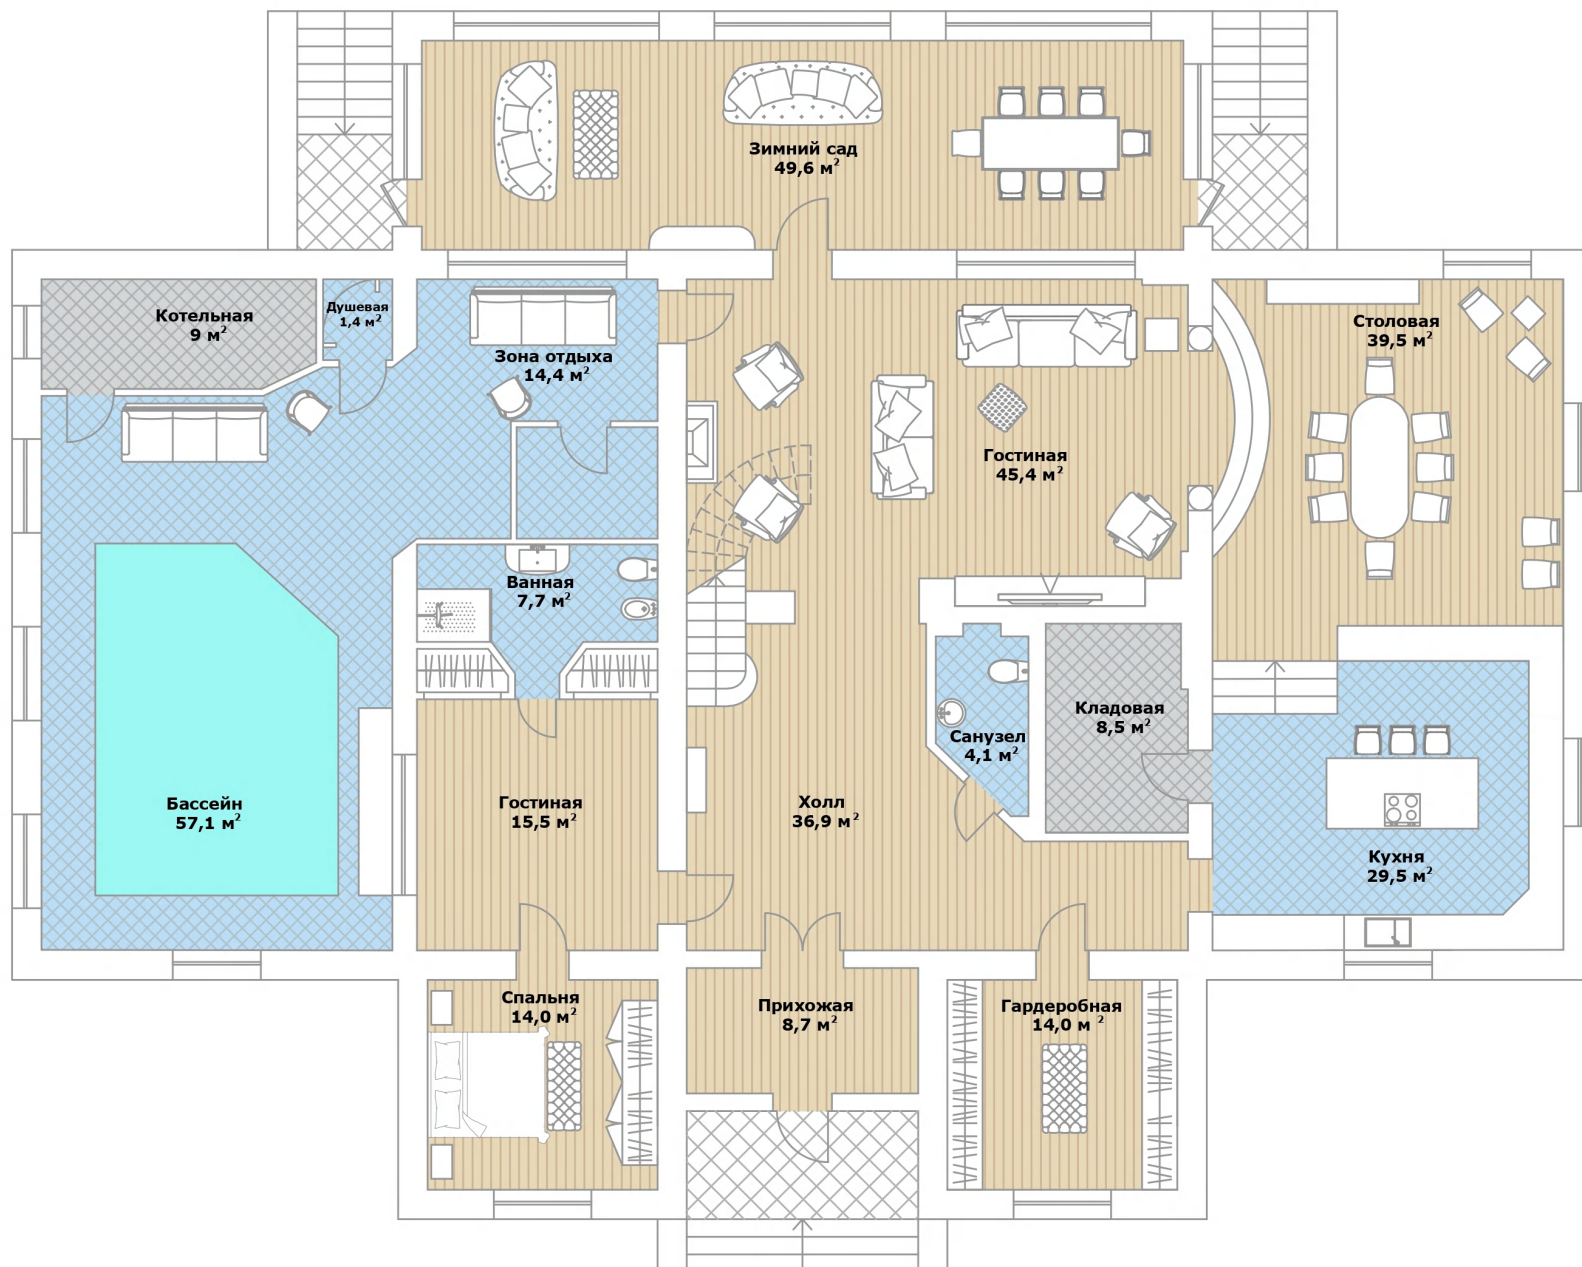 Зимний сад
49,6 м²
Котельная
9 м²
Душевая
1,4 м²
Зона отдыха
14,4 м²
Столовая
39,5 м²
Гостиная
45,4 м²
Ванная
7,7 м²
Кладовая
8,5 м²
Санузел
4,1 м²
Бассейн
57,1 м²
Гостиная
15,5 м²
Холл
36,9 м²
Кухня
29,5 м²
Спальня
14,0 м²
Прихожая
8,7 м²
Гардеробная
14,0 м ²